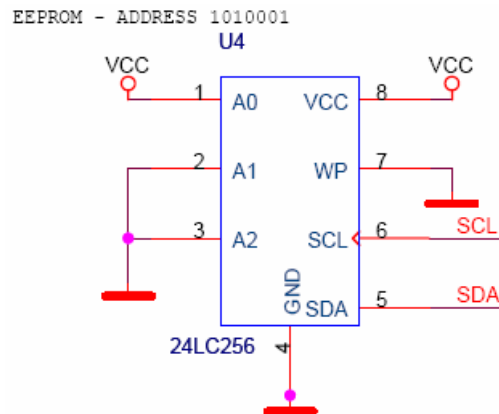 EEPROM - ADDRESS 1010001
U4
VCC
VCC
1
A0
VCC
8
2
A1
WP
7
3
A2
SCL
6
SCL
GND
SDA
5
SDA
24LC256
4